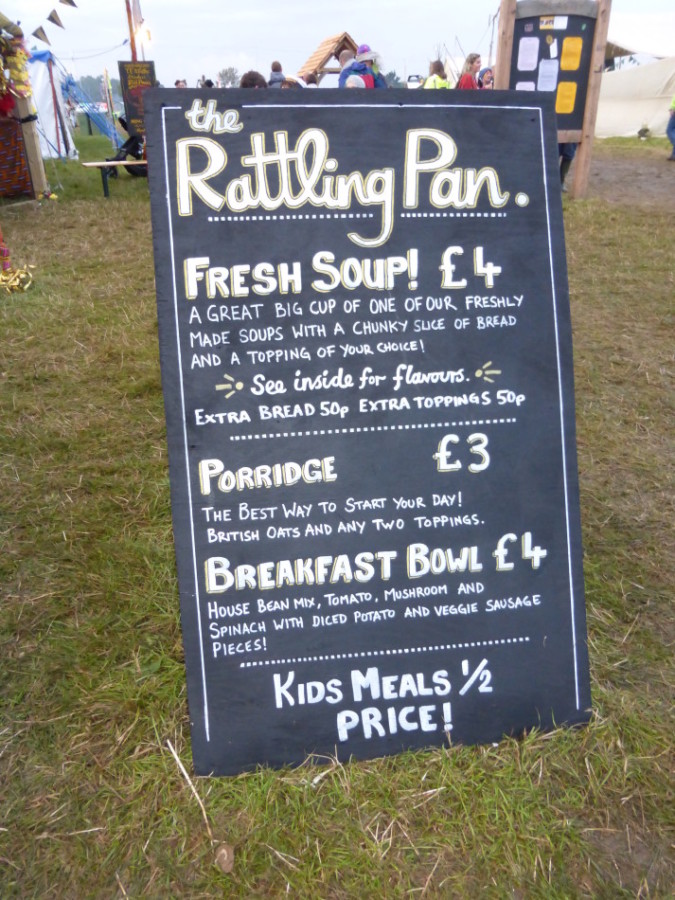 the
Rattling Pan.
FRESH SOUP! £4
A GREAT BIG CUP OF ONE OF OUR FRESHLY
MADE SOUPS WITH A CHUNKY SLICE OF BREAD
AND A TOPPING OF YOUR CHOICE!
See inside for flavours.
EXTRA BREAD 50p EXTRA TOPPINGS 50p
PORRIDGE £3
THE BEST WAY TO START YOUR DAY!
BRITISH OATS AND ANY TWO TOPPINGS.
BREAKFAST BOWL £4
HOUSE BEAN MIX, TOMATO, MUSHROOM AND
SPINACH WITH DICED POTATO AND VEGGIE SAUSAGE
PIECES!
KIDS MEALS ½
PRICE!